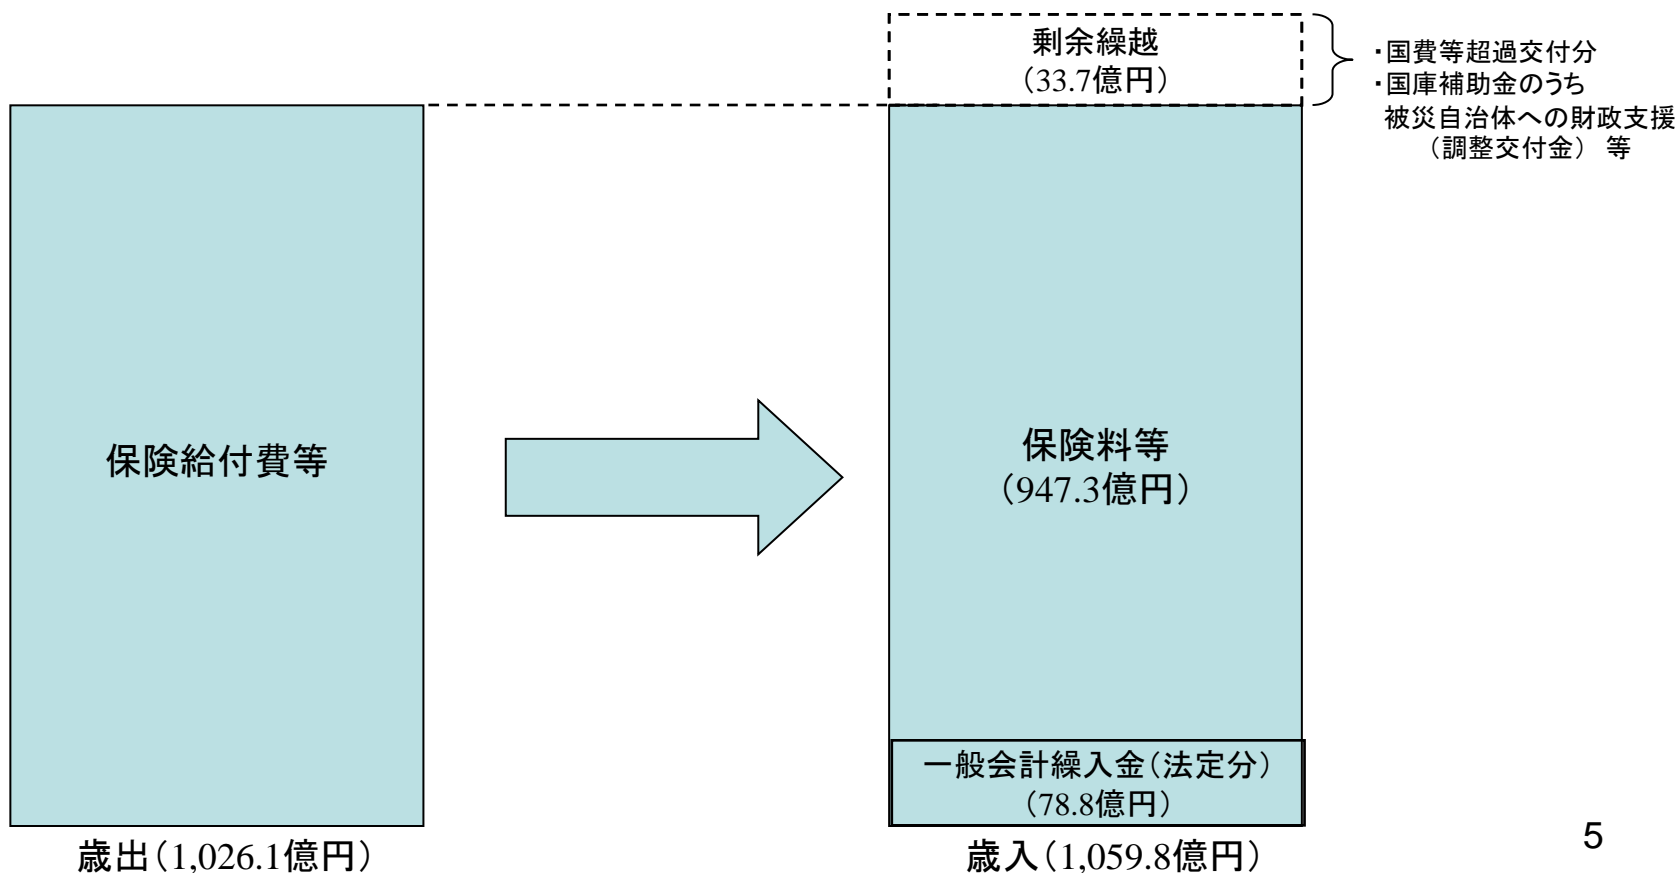 剰余繰越
（33.7億円）
・国費等超過交付分
・国庫補助金のうち
被災自治体への財政支援
（調整交付金） 等
保険給付費等
保険料等
（947.3億円）
一般会計繰入金（法定分）
（78.8億円）
歳出（1,026.1億円）
歳入（1,059.8億円）
5